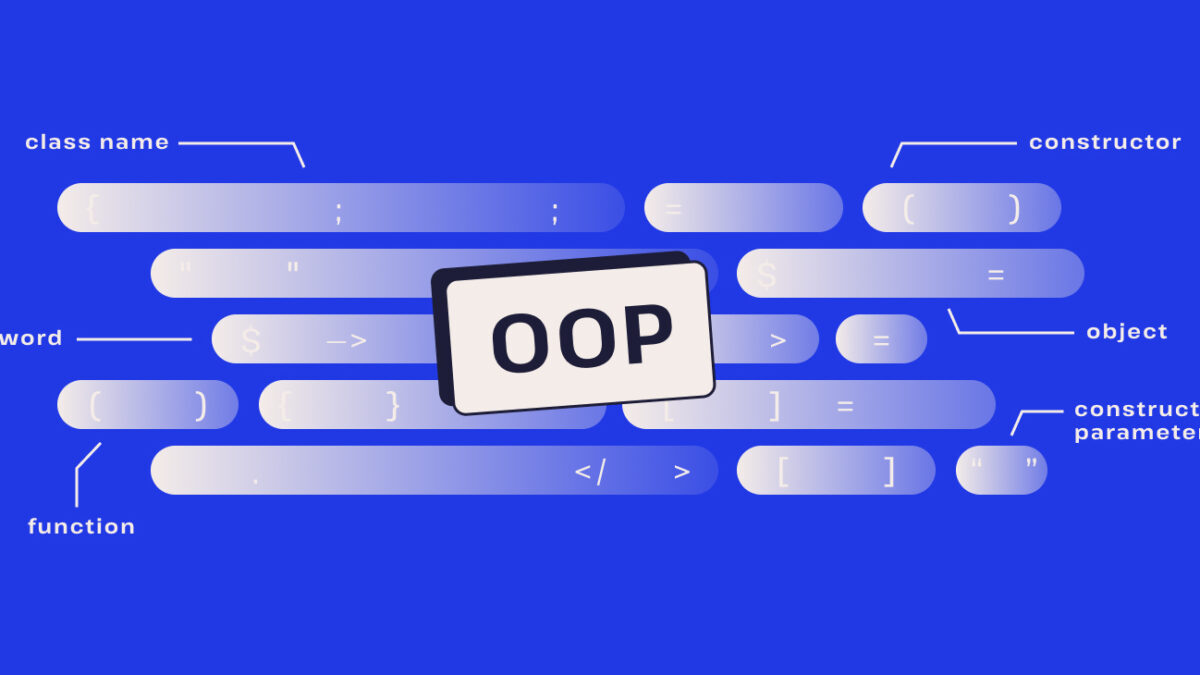 class name
constructor
{ ; ; = ( )
" " $ =
OOP
word
$ —> > =
object
( ) { } [ ] =
construct
parameter
. </ > [ ] “ ”
function